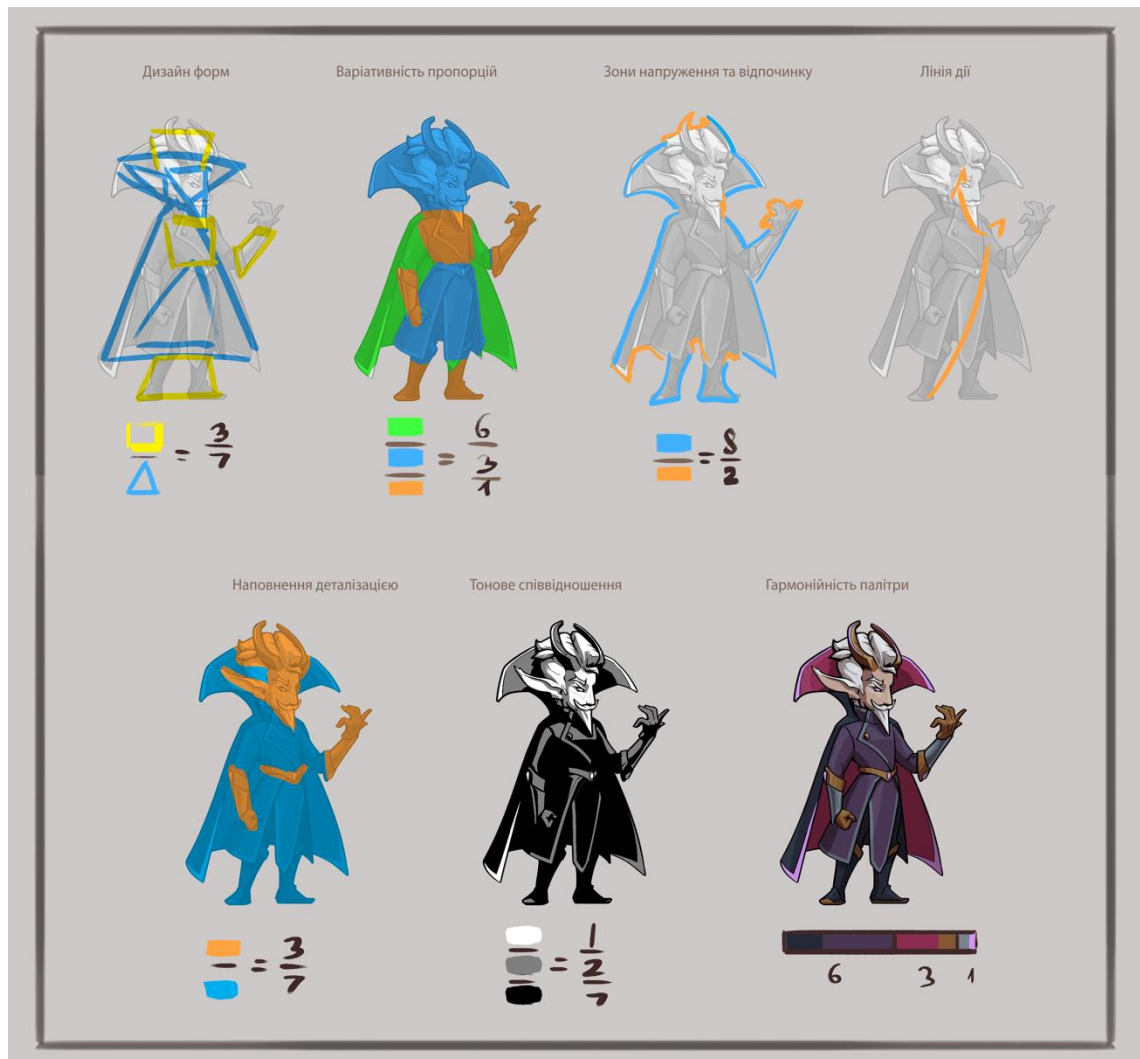 Дизайн форм
Варіативність пропорцій
Зони напруження та відпочинку
Лінія дії
= 3/7
= 6/3/1
= 8/2
Наповнення деталізацією
Тонове співвідношення
Гармонійність палітри
= 3/7
= 1/2/7
6 3 1